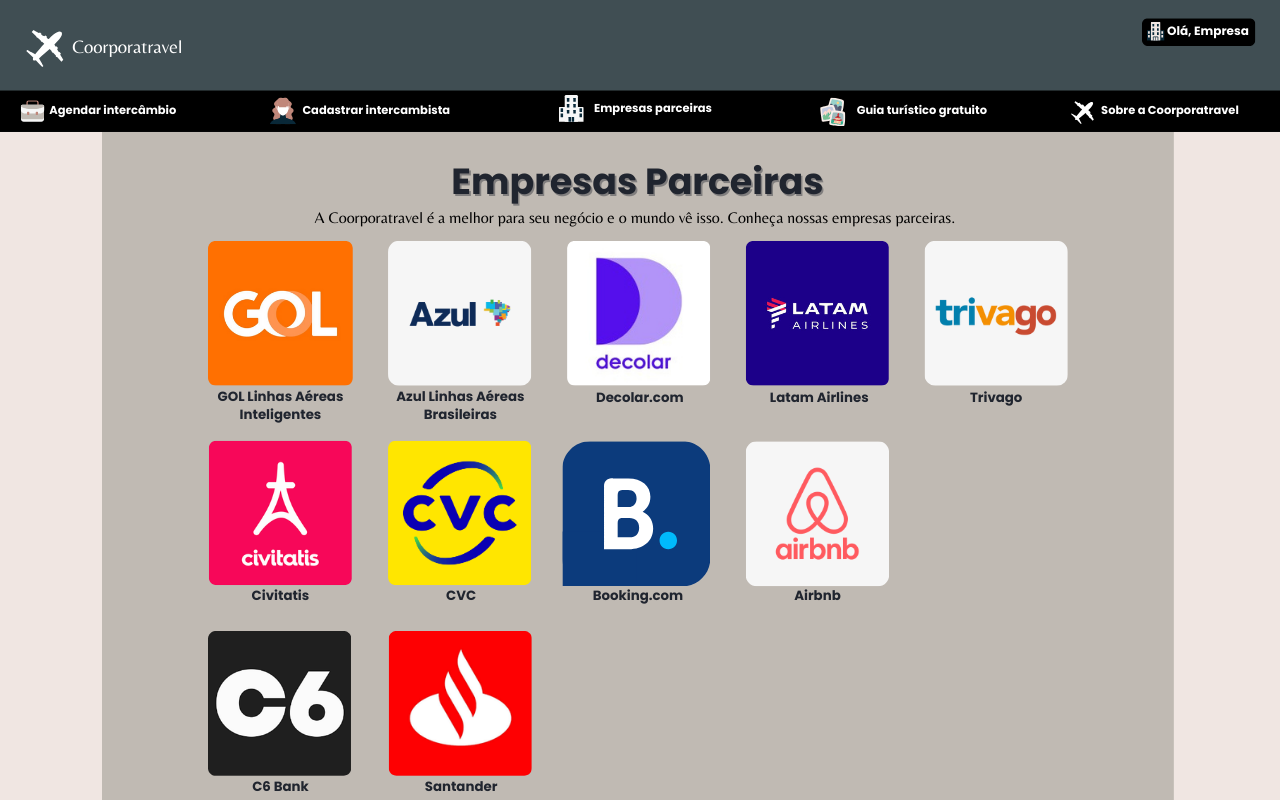 Coorporatravel
Olá, Empresa
Agendar intercâmbio
Cadastrar intercambista
Empresas parceiras
Guia turístico gratuito
Sobre a Coorporatravel
Empresas Parceiras
A Coorporatravel é a melhor para seu negócio e o mundo vê isso. Conheça nossas empresas parceiras.
GOL
Azul
decolar
LATAM
AIRLINES
trivago
GOL Linhas Aéreas
Inteligentes
Azul Linhas Aéreas
Brasileiras
Decolar.com
Latam Airlines
Trivago
civitatis
CVC
B.
airbnb
Civitatis
CVC
Booking.com
Airbnb
C6
C6 Bank
Santander